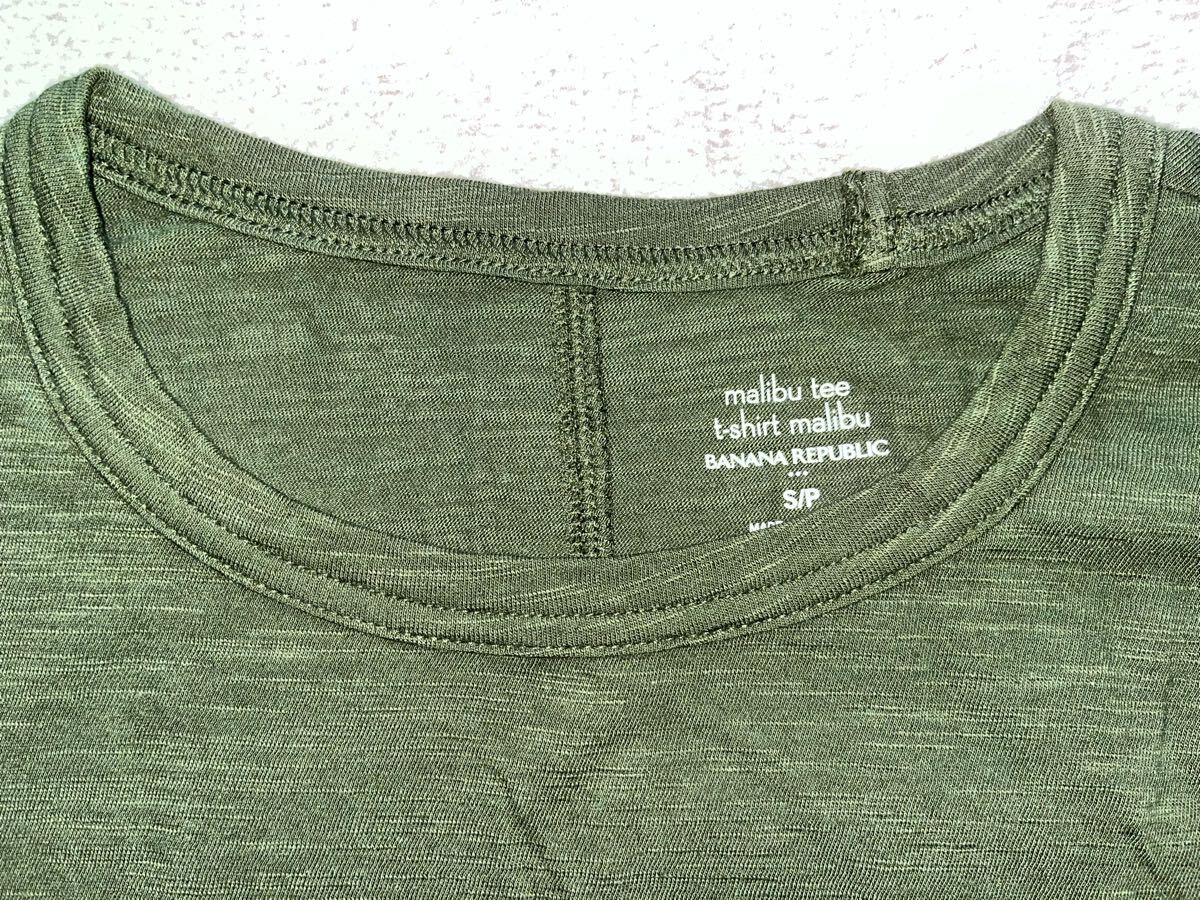 malibu tee
t-shirt malibu
BANANA REPUBLIC
S/P